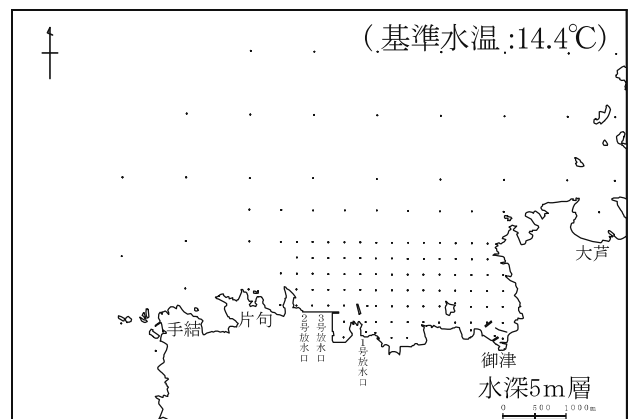 (基準水温:14.4℃)
大芦
片句
手結
2号放水口
3号放水口
1号放水口
御津
水深5m層
0 500 1000m